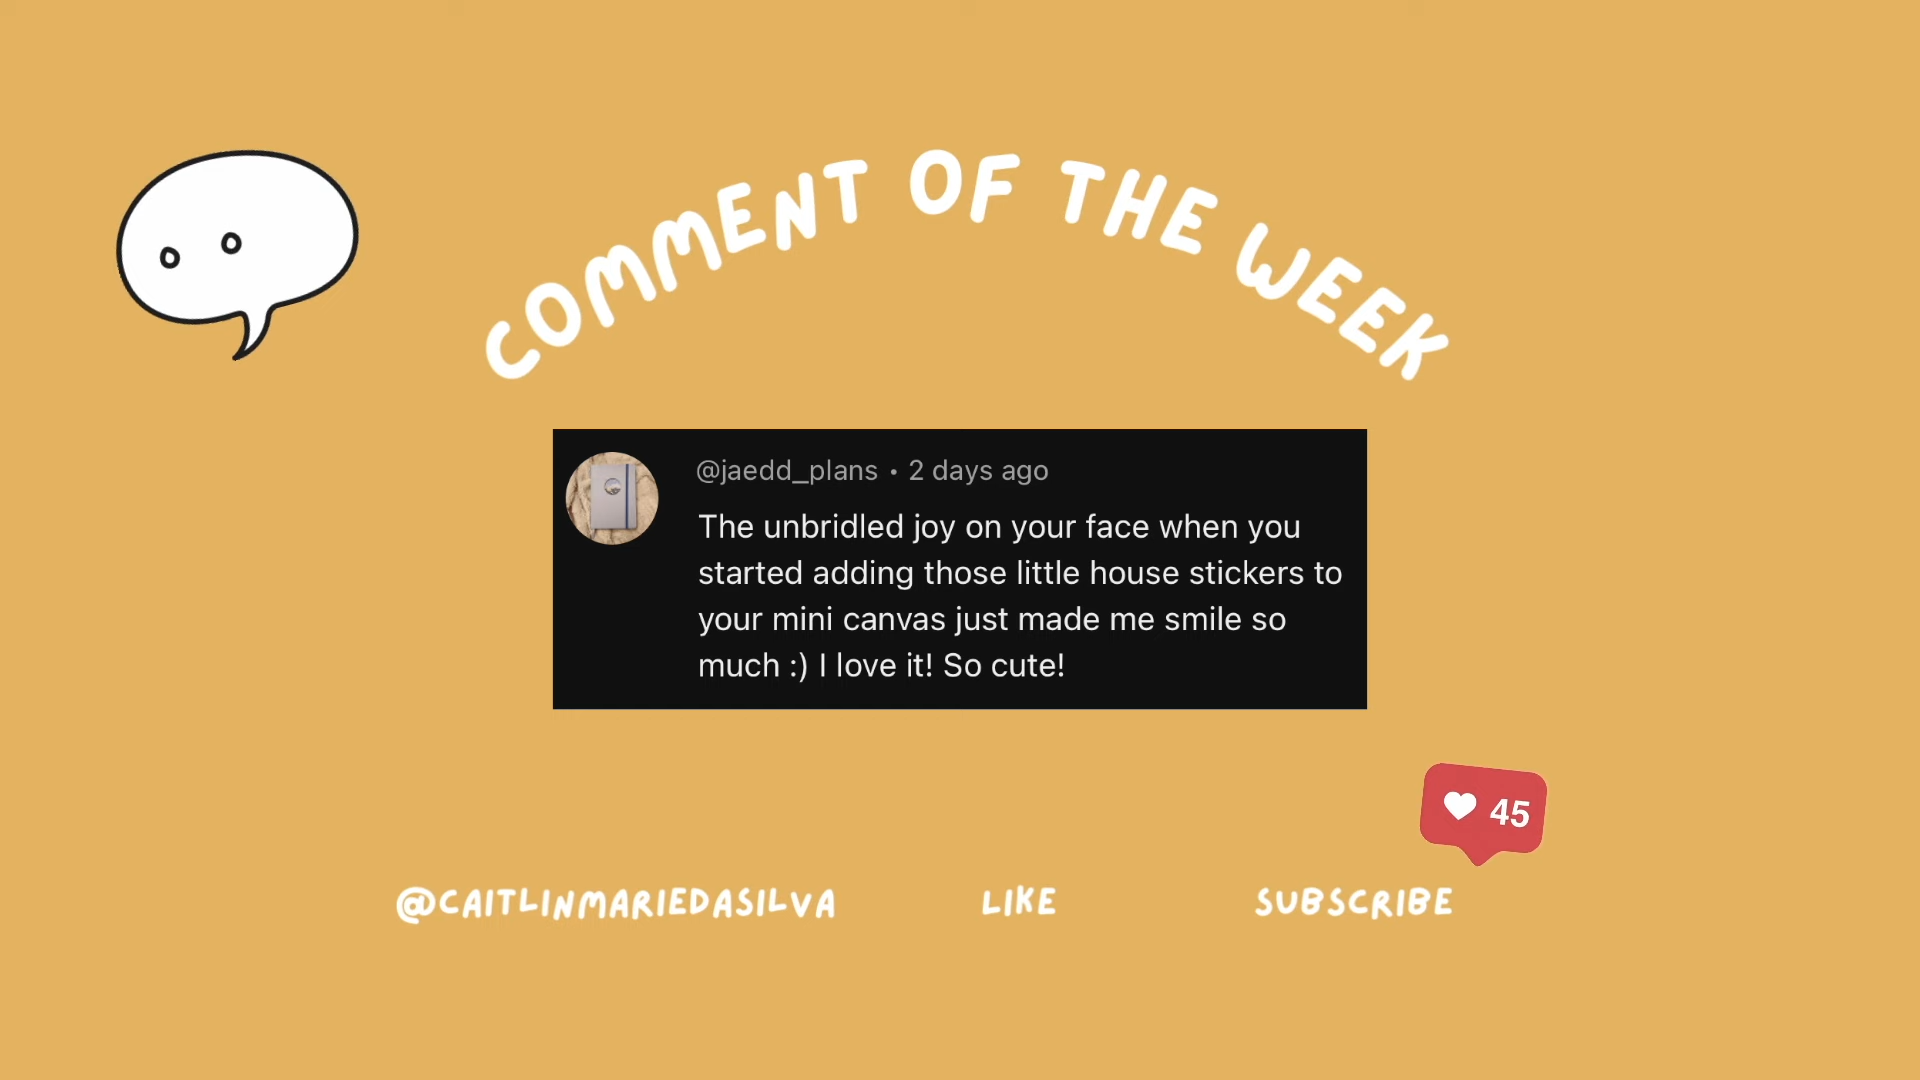 COMMENT OF THE WEEK
@jaedd_plans • 2 days ago
The unbridled joy on your face when you
started adding those little house stickers to
your mini canvas just made me smile so
much :) I love it! So cute!
45
@CAITLINMARIEDASILVA LIKE SUBSCRIBE